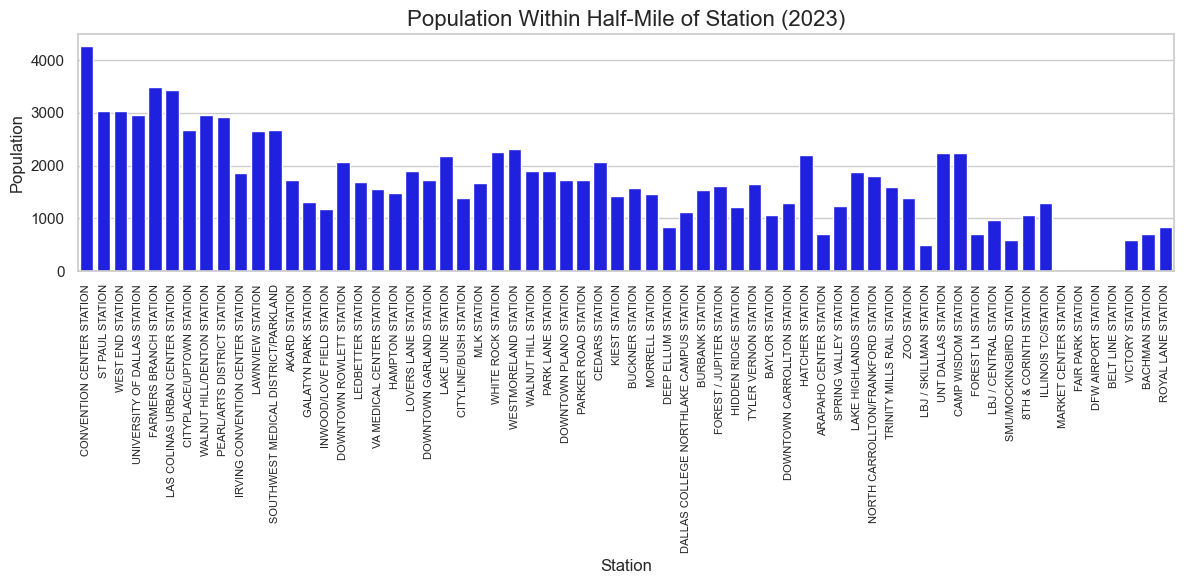 Population Within Half-Mile of Station (2023)
Population
4000
3000
2000
1000
0
CONVENTION CENTER STATION
ST PAUL STATION
WEST END STATION
UNIVERSITY OF DALLAS STATION
FARMERS BRANCH STATION
LAS COLINAS URBAN CENTER STATION
CITYPLACE/UPTOWN STATION
WALNUT HILL/DENTON STATION
PEARL/ARTS DISTRICT STATION
IRVING CONVENTION CENTER STATION
LAWNVIEW STATION
SOUTHWEST MEDICAL DISTRICT/PARKLAND
AKARD STATION
GALATYN PARK STATION
INWOOD/LOVE FIELD STATION
DOWNTOWN ROWLETT STATION
LEDBETTER STATION
VA MEDICAL CENTER STATION
HAMPTON STATION
LOVERS LANE STATION
DOWNTOWN GARLAND STATION
LAKE JUNE STATION
CITYLINE/BUSH STATION
MLK STATION
WHITE ROCK STATION
WESTMORELAND STATION
WALNUT HILL STATION
PARK LANE STATION
DOWNTOWN PLANO STATION
PARKER ROAD STATION
CEDARS STATION
KIEST STATION
BUCKNER STATION
MORRELL STATION
DEEP ELLUM STATION
DALLAS COLLEGE NORTHLAKE CAMPUS STATION
BURBANK STATION
FOREST / JUPITER STATION
HIDDEN RIDGE STATION
TYLER VERNON STATION
BAYLOR STATION
DOWNTOWN CARROLLTON STATION
HATCHER STATION
ARAPAHO CENTER STATION
SPRING VALLEY STATION
LAKE HIGHLANDS STATION
NORTH CARROLLTON/FRANKFORD STATION
TRINITY MILLS RAIL STATION
ZOO STATION
LBJ / SKILLMAN STATION
UNT DALLAS STATION
CAMP WISDOM STATION
FOREST LN STATION
LBJ / CENTRAL STATION
SMU/MOCKINGBIRD STATION
8TH & CORINTH STATION
ILLINOIS TC/STATION
MARKET CENTER STATION
FAIR PARK STATION
DFW AIRPORT STATION
BELT LINE STATION
VICTORY STATION
BACHMAN STATION
ROYAL LANE STATION
Station